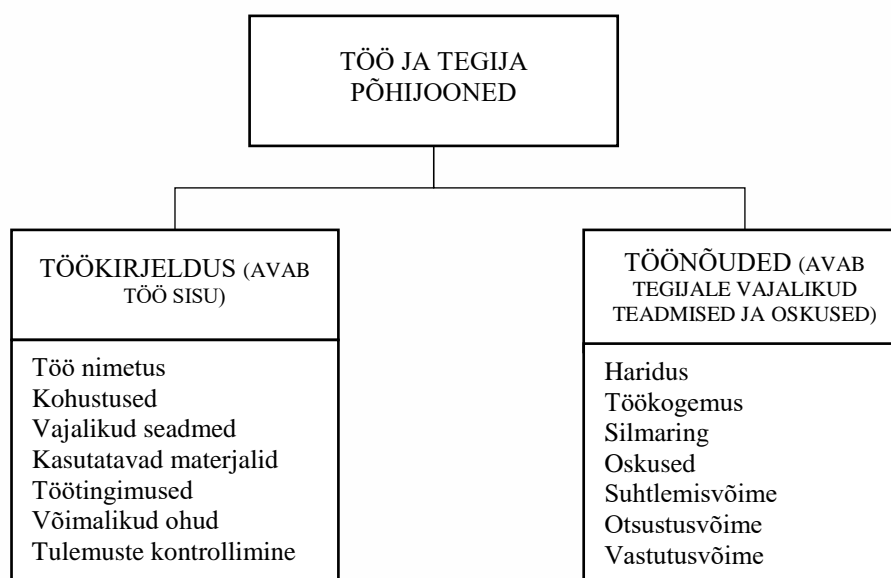 TÖÖ JA TEGIJA
PÕHIJOONED
TÖÖKIRJELDUS (AVAB
TÖÖ SISU)
Töö nimetus
Kohustused
Vajalikud seadmed
Kasutatavad materjalid
Töötingimused
Võimalikud ohud
Tulemuste kontrollimine
TÖÖNÕUDED (AVAB
TEGIJALE VAJALIKUD
TEADMISED JA OSKUSED)
Haridus
Töökogemus
Silmaring
Oskused
Suhtlemisvõime
Otsustusvõime
Vastutusvõime